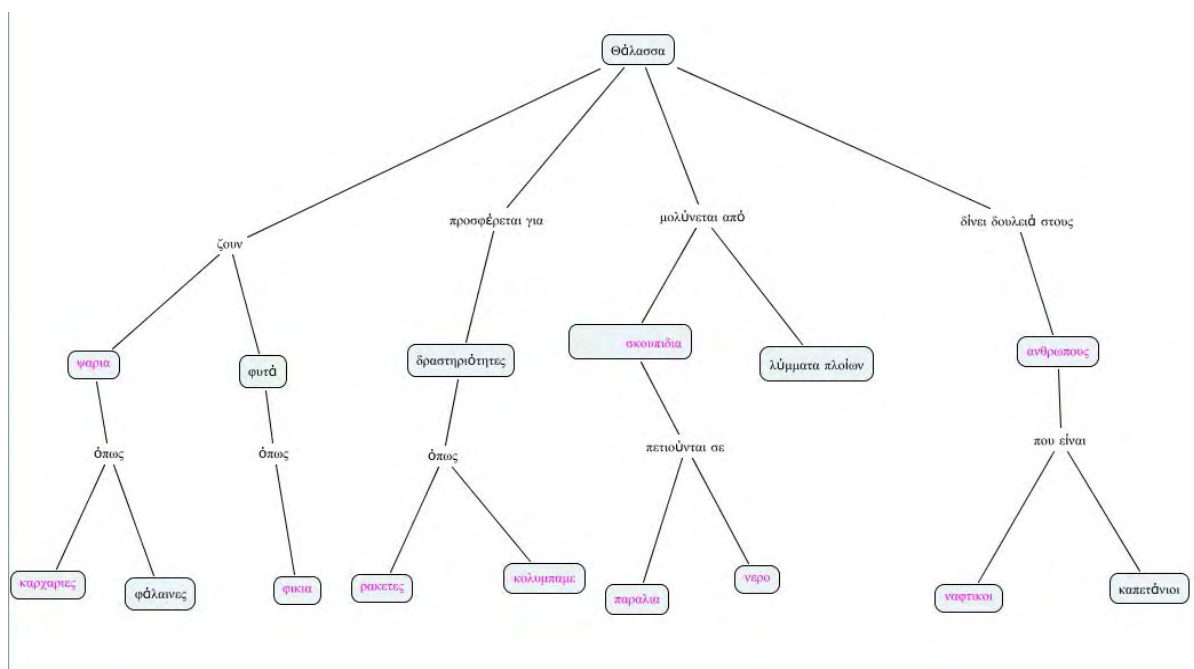 Θάλασσα
προσφέρεται για
μολύνεται από
δίνει δουλειά στους
ζουν
ψαρια
φυτά
δραστηριότητες
σκουπιδια
λύμματα πλοίων
ανθρωπους
όπως
όπως
όπως
πετιούνται σε
που είναι
καρχαριες
φάλαινες
φικια
ρακετες
κολυμπαμε
παραλια
νερο
ναφτικοι
καπετάνιοι